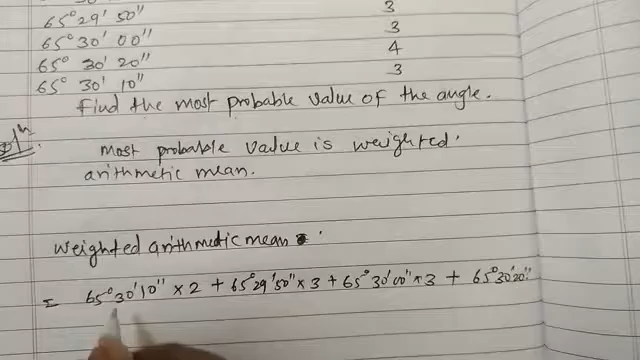 65° 29' 50" 3
65° 30' 00" 3
65° 30' 20" 4
65° 30' 10" 3
find the most probable value of the angle.
Most probable value is weighted
arithmetic mean.
Weighted arithmetic mean
= 65°30'10" × 2 + 65°29'50" × 3 + 65°30'00" × 3 + 65°30'20"